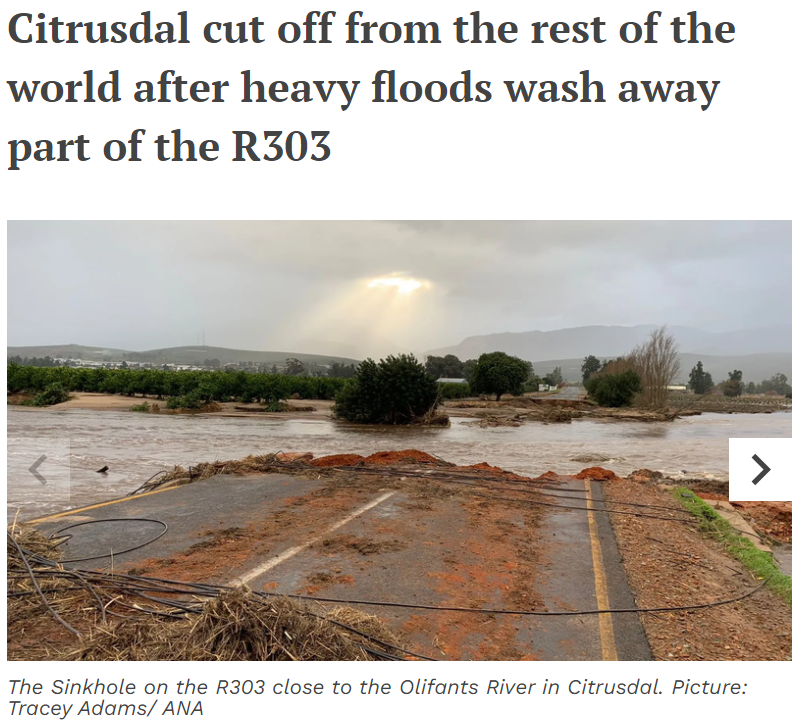 Citrusdal cut off from the rest of the
world after heavy floods wash away
part of the R303
The Sinkhole on the R303 close to the Olifants River in Citrusdal. Picture:
Tracey Adams/ ANA